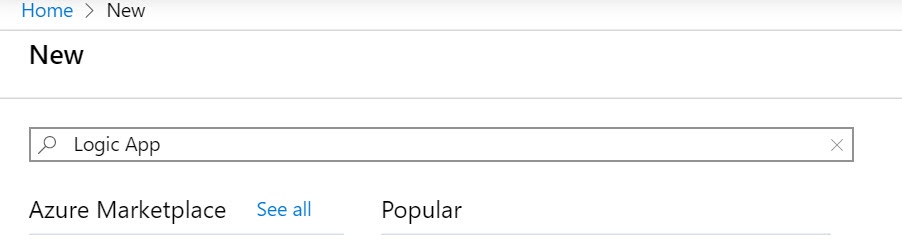 Home > New
New
Logic App
Azure Marketplace See all Popular